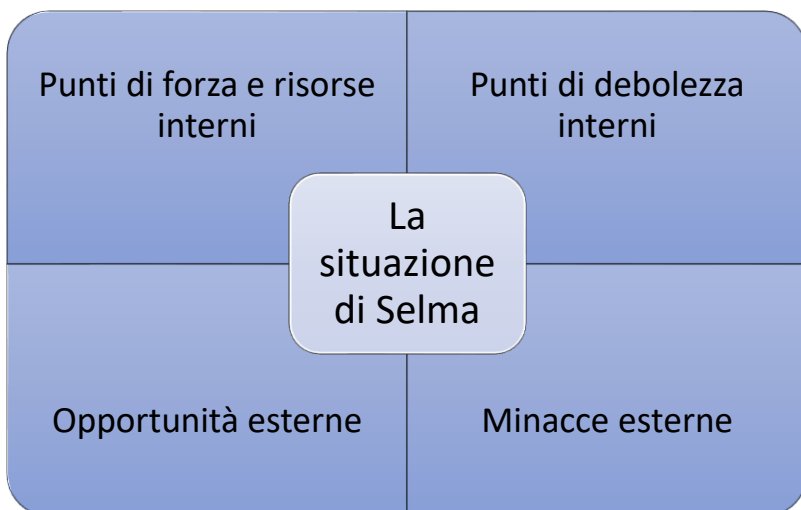 Punti di forza e risorse
interni
Punti di debolezza
interni
La
situazione
di Selma
Opportunità esterne
Minacce esterne